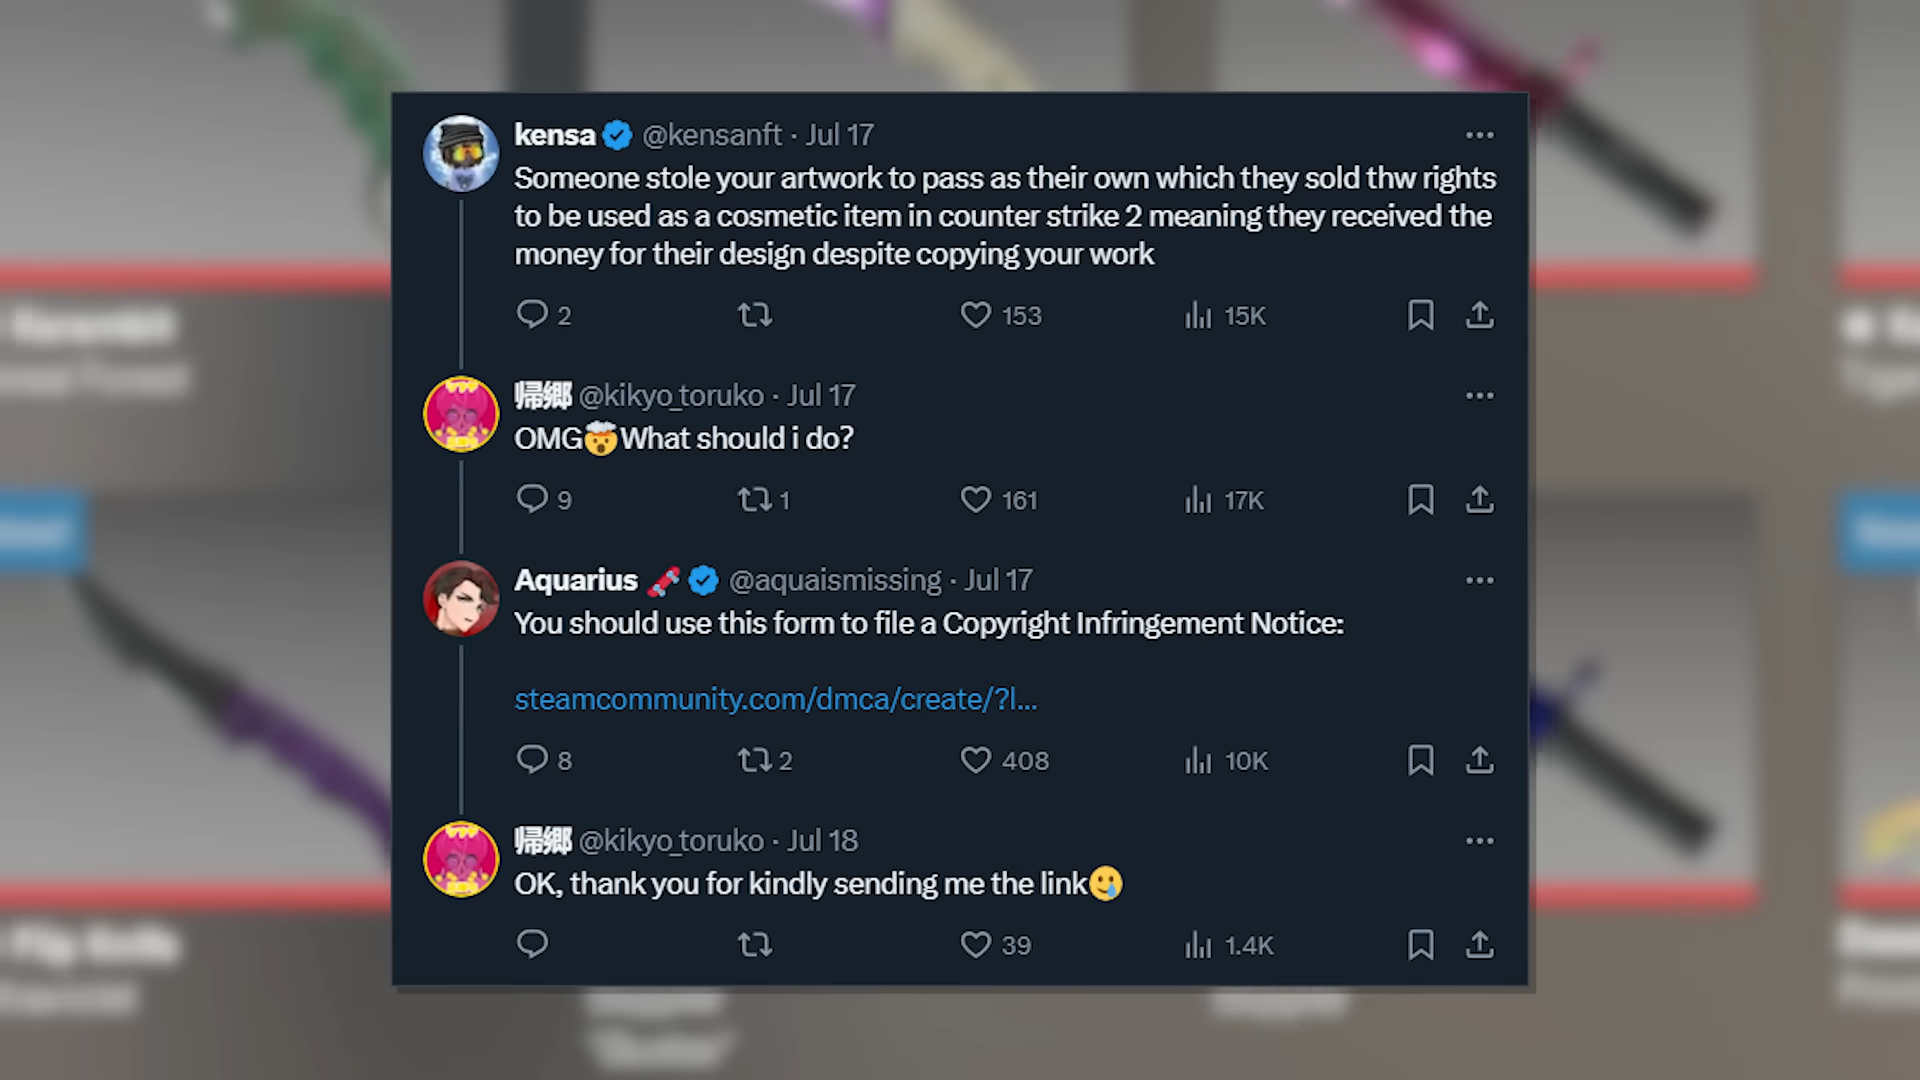 kensa @kensanft · Jul 17
Someone stole your artwork to pass as their own which they sold thw rights
to be used as a cosmetic item in counter strike 2 meaning they received the
money for their design despite copying your work
2 153 15K
帰郷 @kikyo_toruko · Jul 17
OMG🤯What should i do?
9 1 161 17K
Aquarius 🛹 @aquaismissing · Jul 17
You should use this form to file a Copyright Infringement Notice:
steamcommunity.com/dmca/create/?l...
8 2 408 10K
帰郷 @kikyo_toruko · Jul 18
OK, thank you for kindly sending me the link🥲
39 1.4K